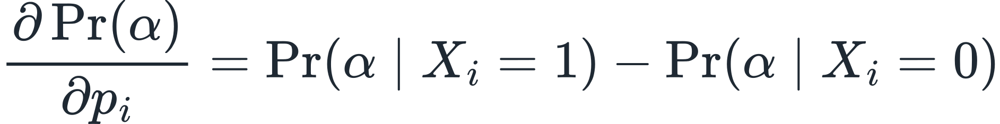 ∂ Pr(α) / ∂p_i = Pr(α | X_i = 1) − Pr(α | X_i = 0)